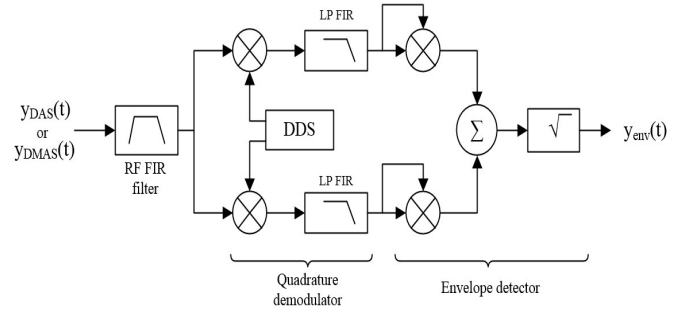 LP FIR
y_DAS(t)
or
y_DMAS(t)
RF FIR
filter
DDS
Σ
√
y_env(t)
LP FIR
Quadrature
demodulator
Envelope detector